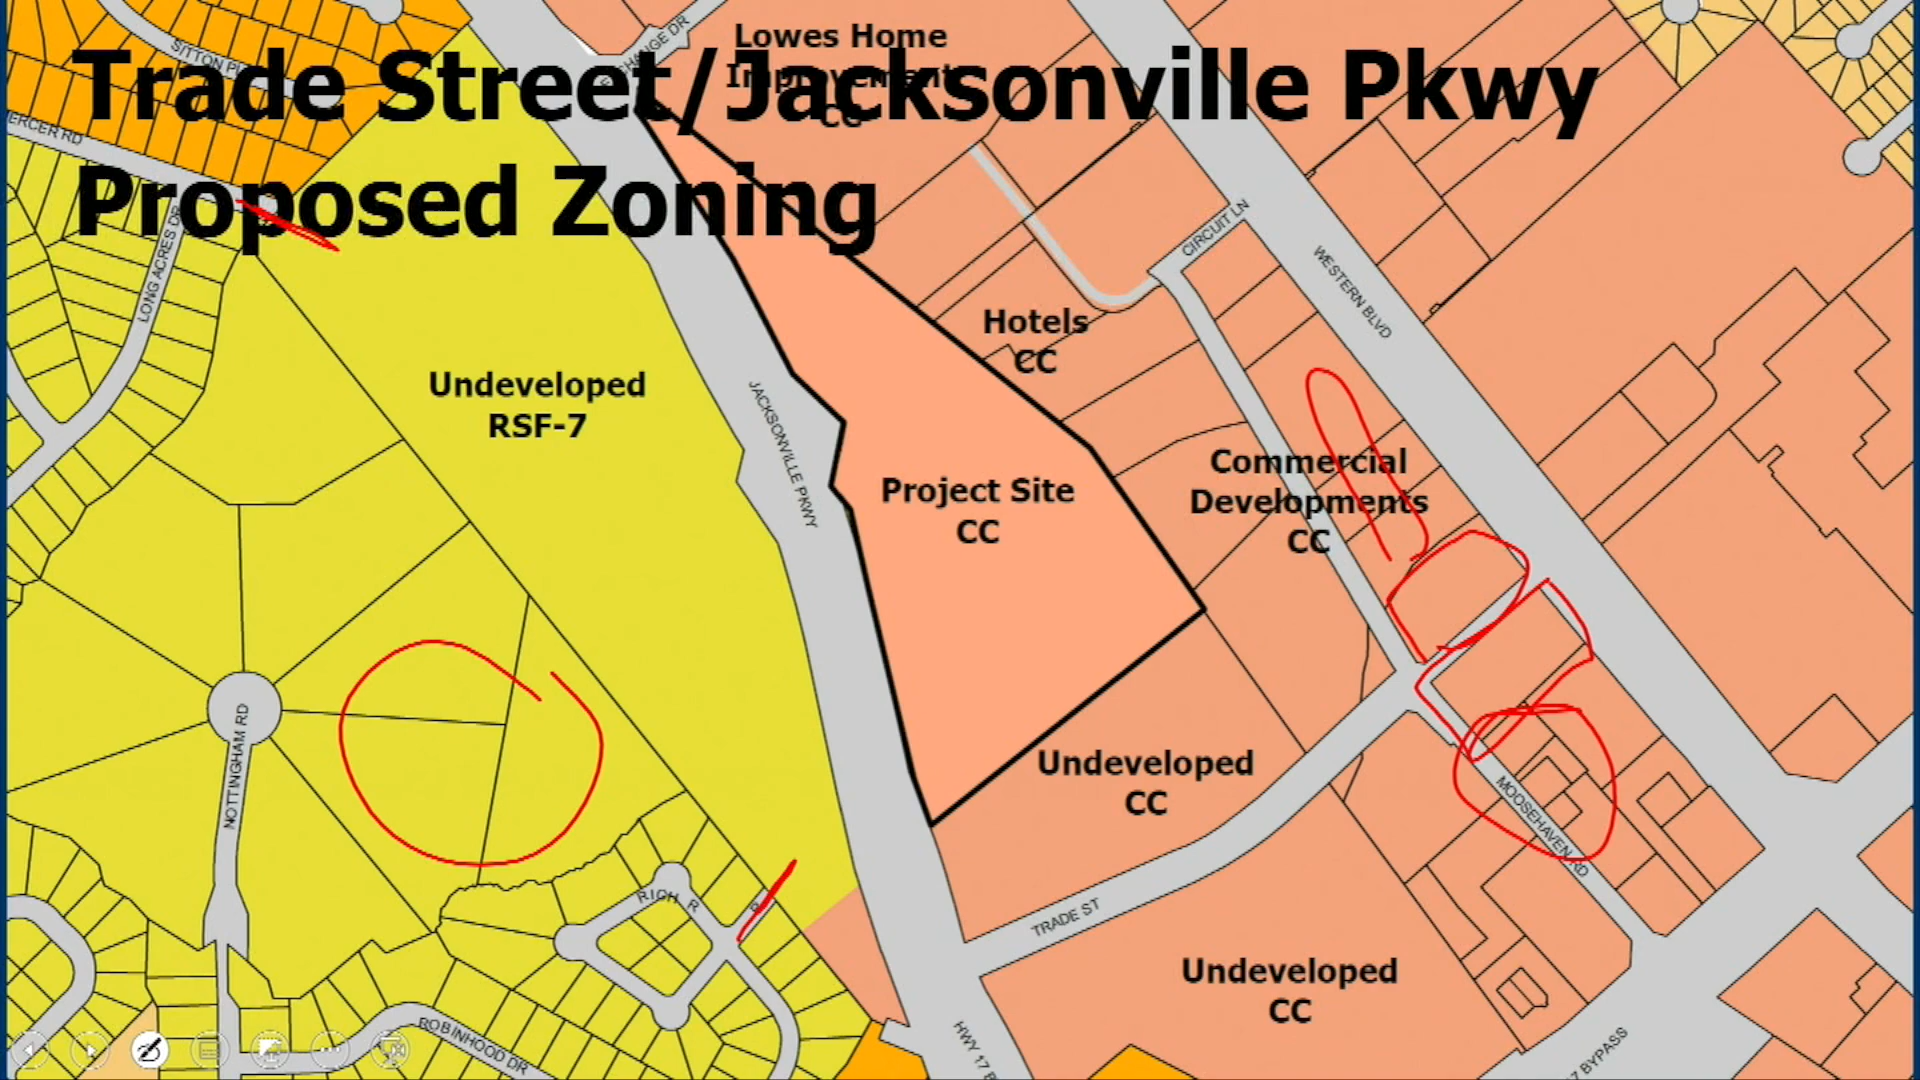 Trade Street/Jacksonville Pkwy
Proposed Zoning
Lowes Home
Improvement
CC
SITTON
MERCER RD
LONG ACRES DR
CIRCUIT LN
WESTERN BLVD
Hotels
CC
Undeveloped
RSF-7
JACKSONVILLE PKWY
Project Site
CC
Commercial
Developments
CC
NOTTINGHAM RD
Undeveloped
CC
MOOSEHAVEN RD
RICH R
TRADE ST
Undeveloped
CC
ROBINHOOD DR
HWY 17
BYPASS